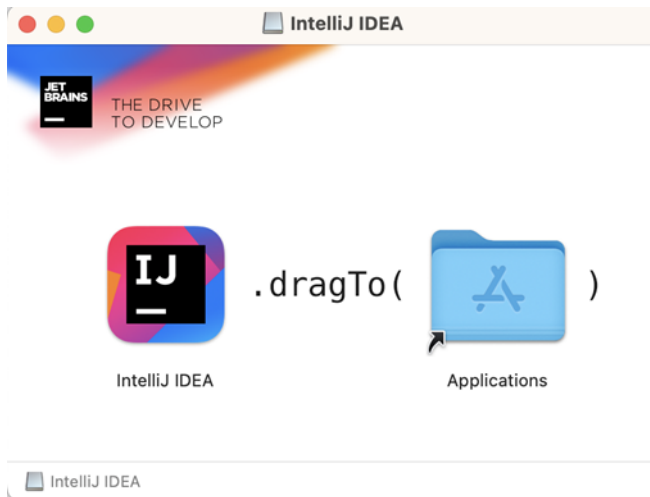 IntelliJ IDEA
JET
BRAINS
THE DRIVE
TO DEVELOP
IJ
.dragTo( )
IntelliJ IDEA
Applications
IntelliJ IDEA